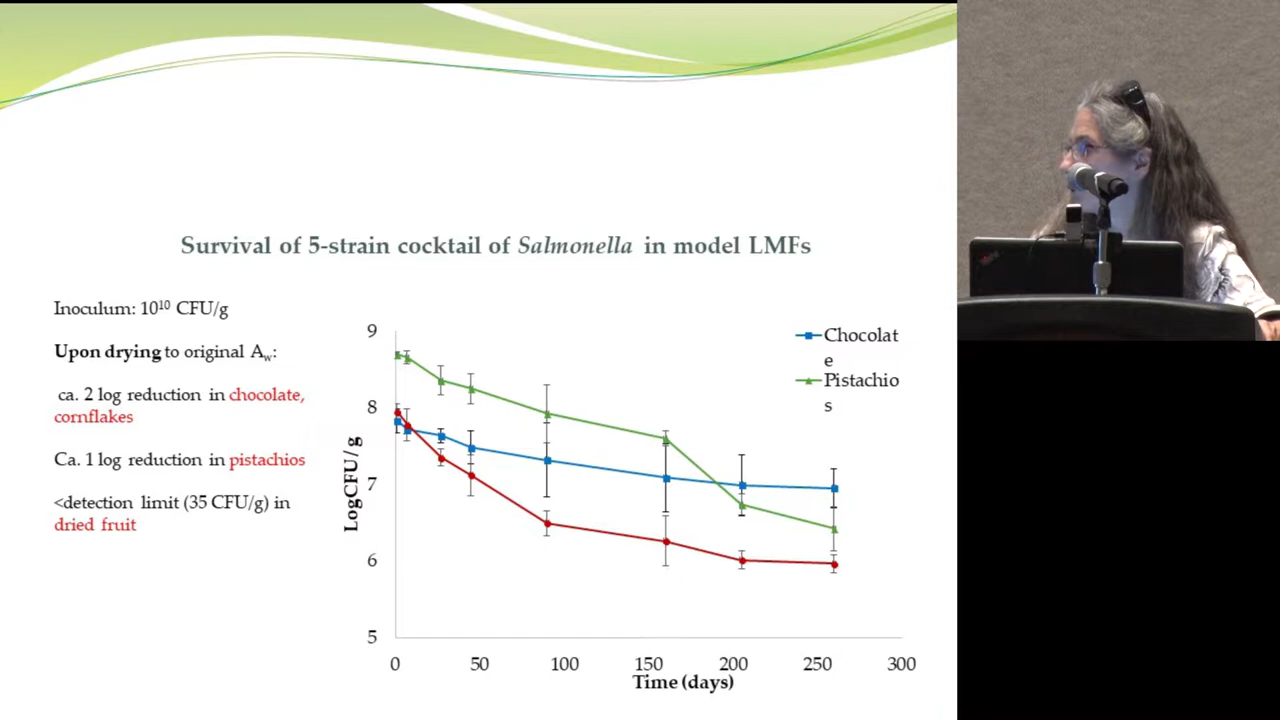 Survival of 5-strain cocktail of Salmonella in model LMFs
Inoculum: 10¹⁰ CFU/g
Upon drying to original Aw:
ca. 2 log reduction in chocolate,
cornflakes
Ca. 1 log reduction in pistachios
<detection limit (35 CFU/g) in
dried fruit
9
8
7
6
5
LogCFU/g
0 50 100 150 200 250 300
Time (days)
Chocolat
e
Pistachio
s